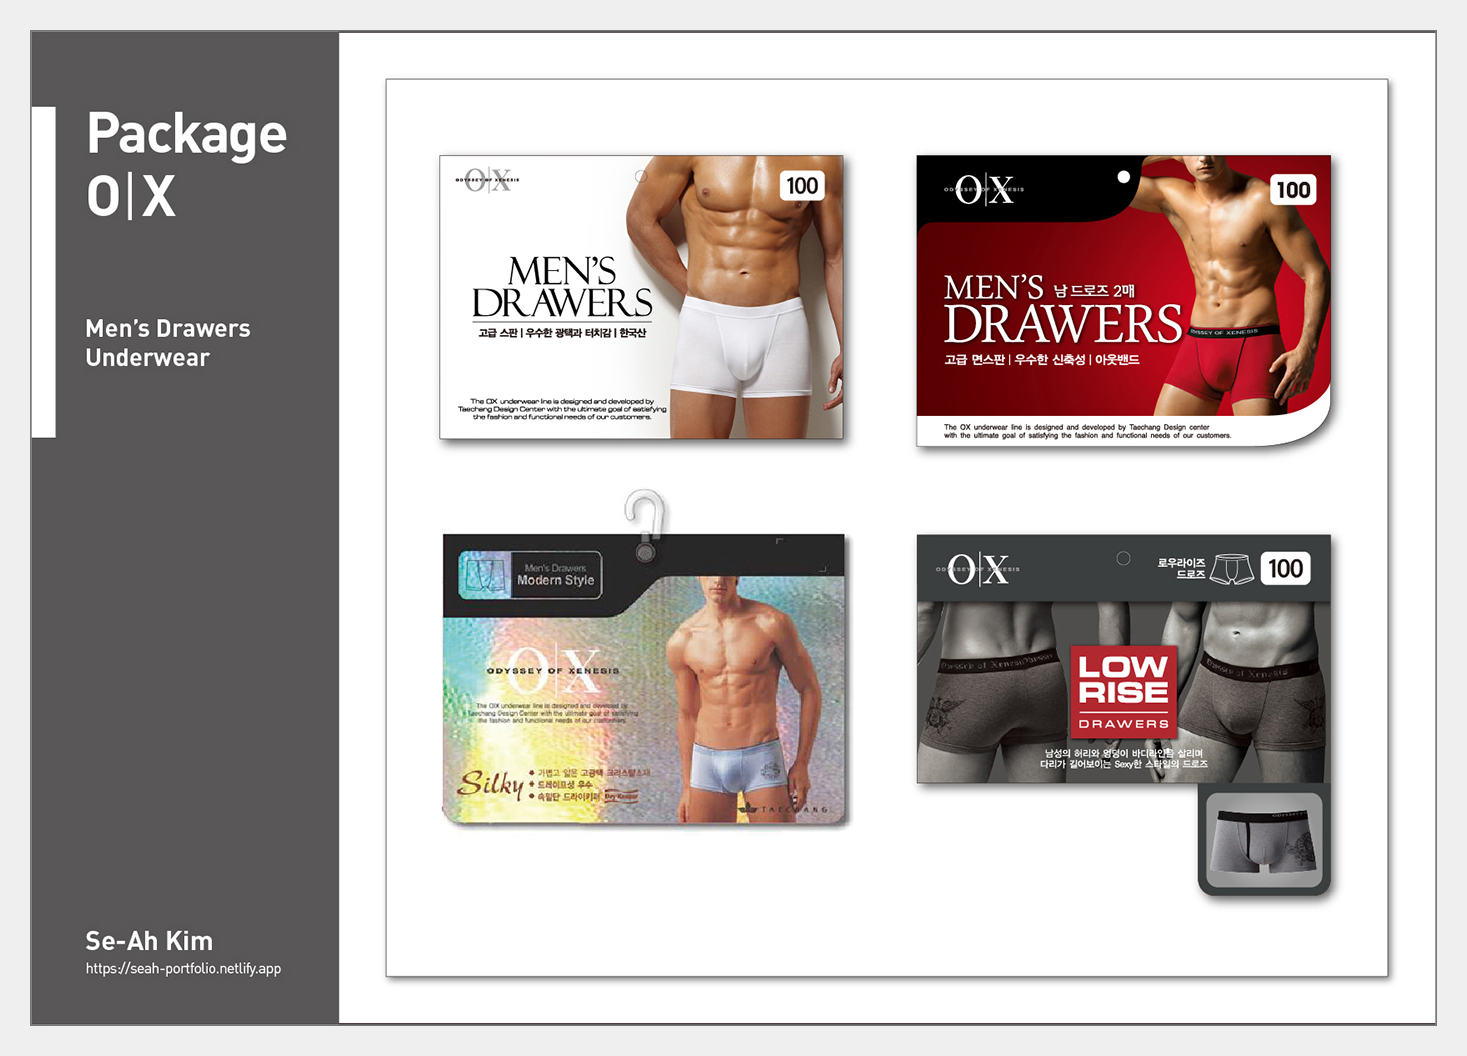 Package
O|X
Men's Drawers
Underwear
Se-Ah Kim
https://seah-portfolio.netlify.app
O|X
ODYSSEY OF XENESIS
100
MEN'S
DRAWERS
고급 스판 | 우수한 광택과 터치감 | 한국산
The OX underwear line is designed and developed by
Taechang Design Center with the ultimate goal of satisfying
the fashion and functional needs of our customers.
O|X
ODYSSEY OF XENESIS
100
MEN'S 남 드로즈 2매
DRAWERS
고급 면스판 | 우수한 신축성 | 아웃밴드
ODYSSEY OF XENESIS
The OX underwear line is designed and developed by Taechang Design center
with the ultimate goal of satisfying the fashion and functional needs of our customers.
Men's Drawers
Modern Style
O|X
ODYSSEY OF XENESIS
The O|X underwear line is designed and developed by
Taechang Design Center with the ultimate goal of satisfying
the fashion and functional needs of our customers.
Silky
가볍고 얇은 고광택 크리스탈소재
드레이프성 우수
속밑단 드라이키퍼 Dry Keeper
TAECHANG
O|X
ODYSSEY OF XENESIS
로우라이즈
드로즈
100
Odyssey of Xenesis
Odyssey of Xenesis
LOW
RISE
DRAWERS
남성의 허리와 엉덩이 바디라인을 살리며
다리가 길어보이는 Sexy한 스타일의 드로즈